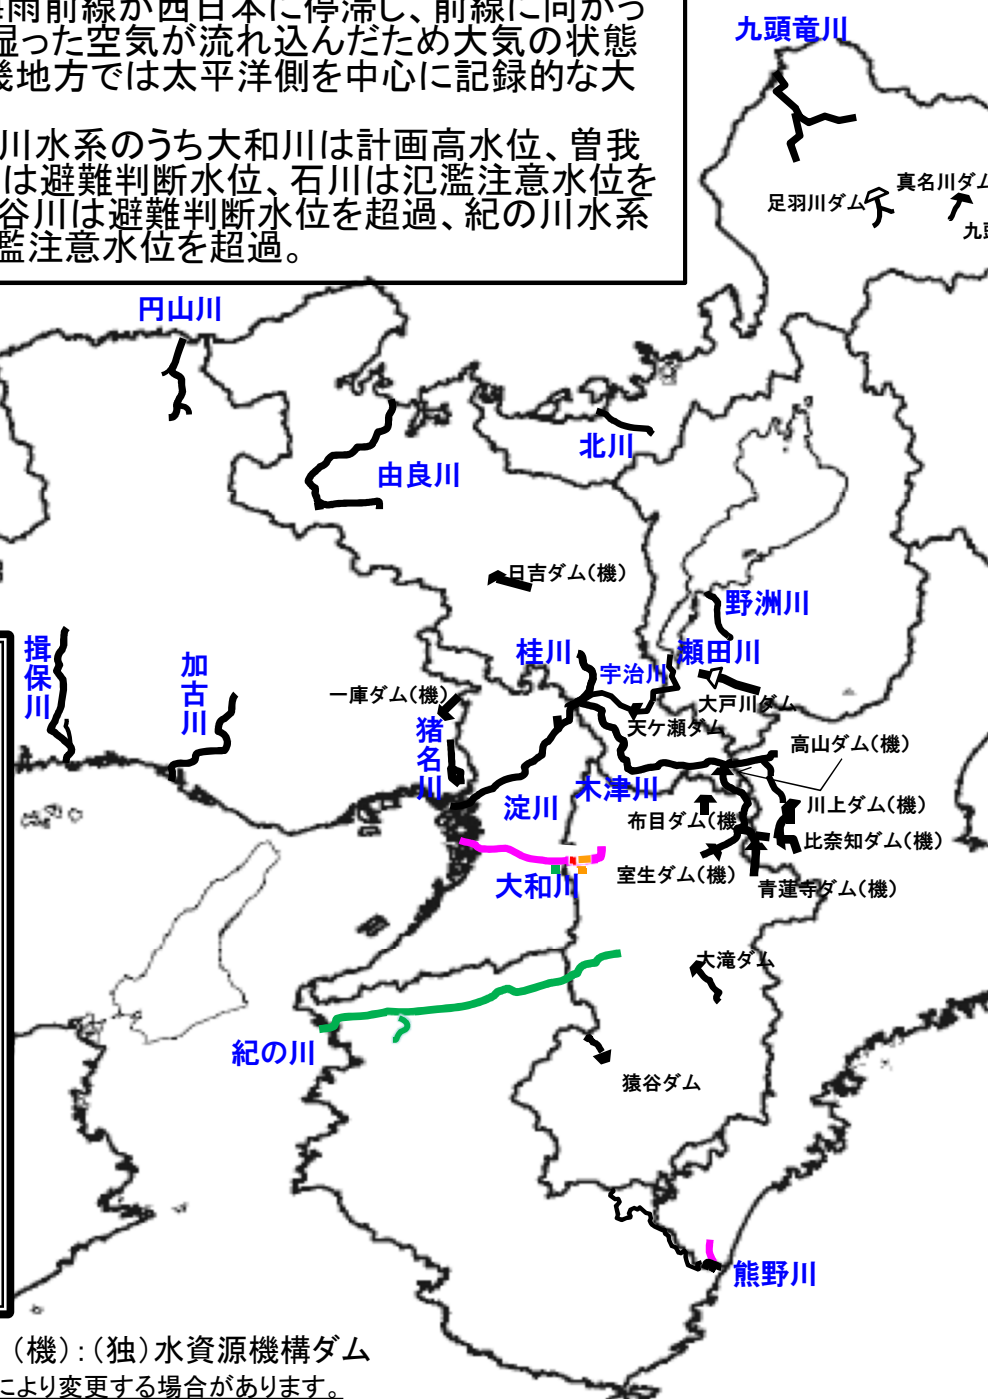 梅雨前線が西日本に停滞し、前線に向かっ
湿った空気が流れ込んだため大気の状態
畿地方では太平洋側を中心に記録的な大
川水系のうち大和川は計画高水位、曽我
は避難判断水位、石川は氾濫注意水位を
谷川は避難判断水位を超過、紀の川水系
濫注意水位を超過。
九頭竜川
真名川ダム
足羽川ダム
九頭
円山川
北川
由良川
日吉ダム(機)
野洲川
揖保川
加古川
桂川
宇治川
瀬田川
一庫ダム(機)
大戸川ダム
猪名川
天ケ瀬ダム
高山ダム(機)
淀川
木津川
川上ダム(機)
布目ダム(機
比奈知ダム(機)
大和川
室生ダム(機)
青蓮寺ダム(機)
大滝ダム
紀の川
猿谷ダム
熊野川
(機):(独)水資源機構ダム
により変更する場合があります。